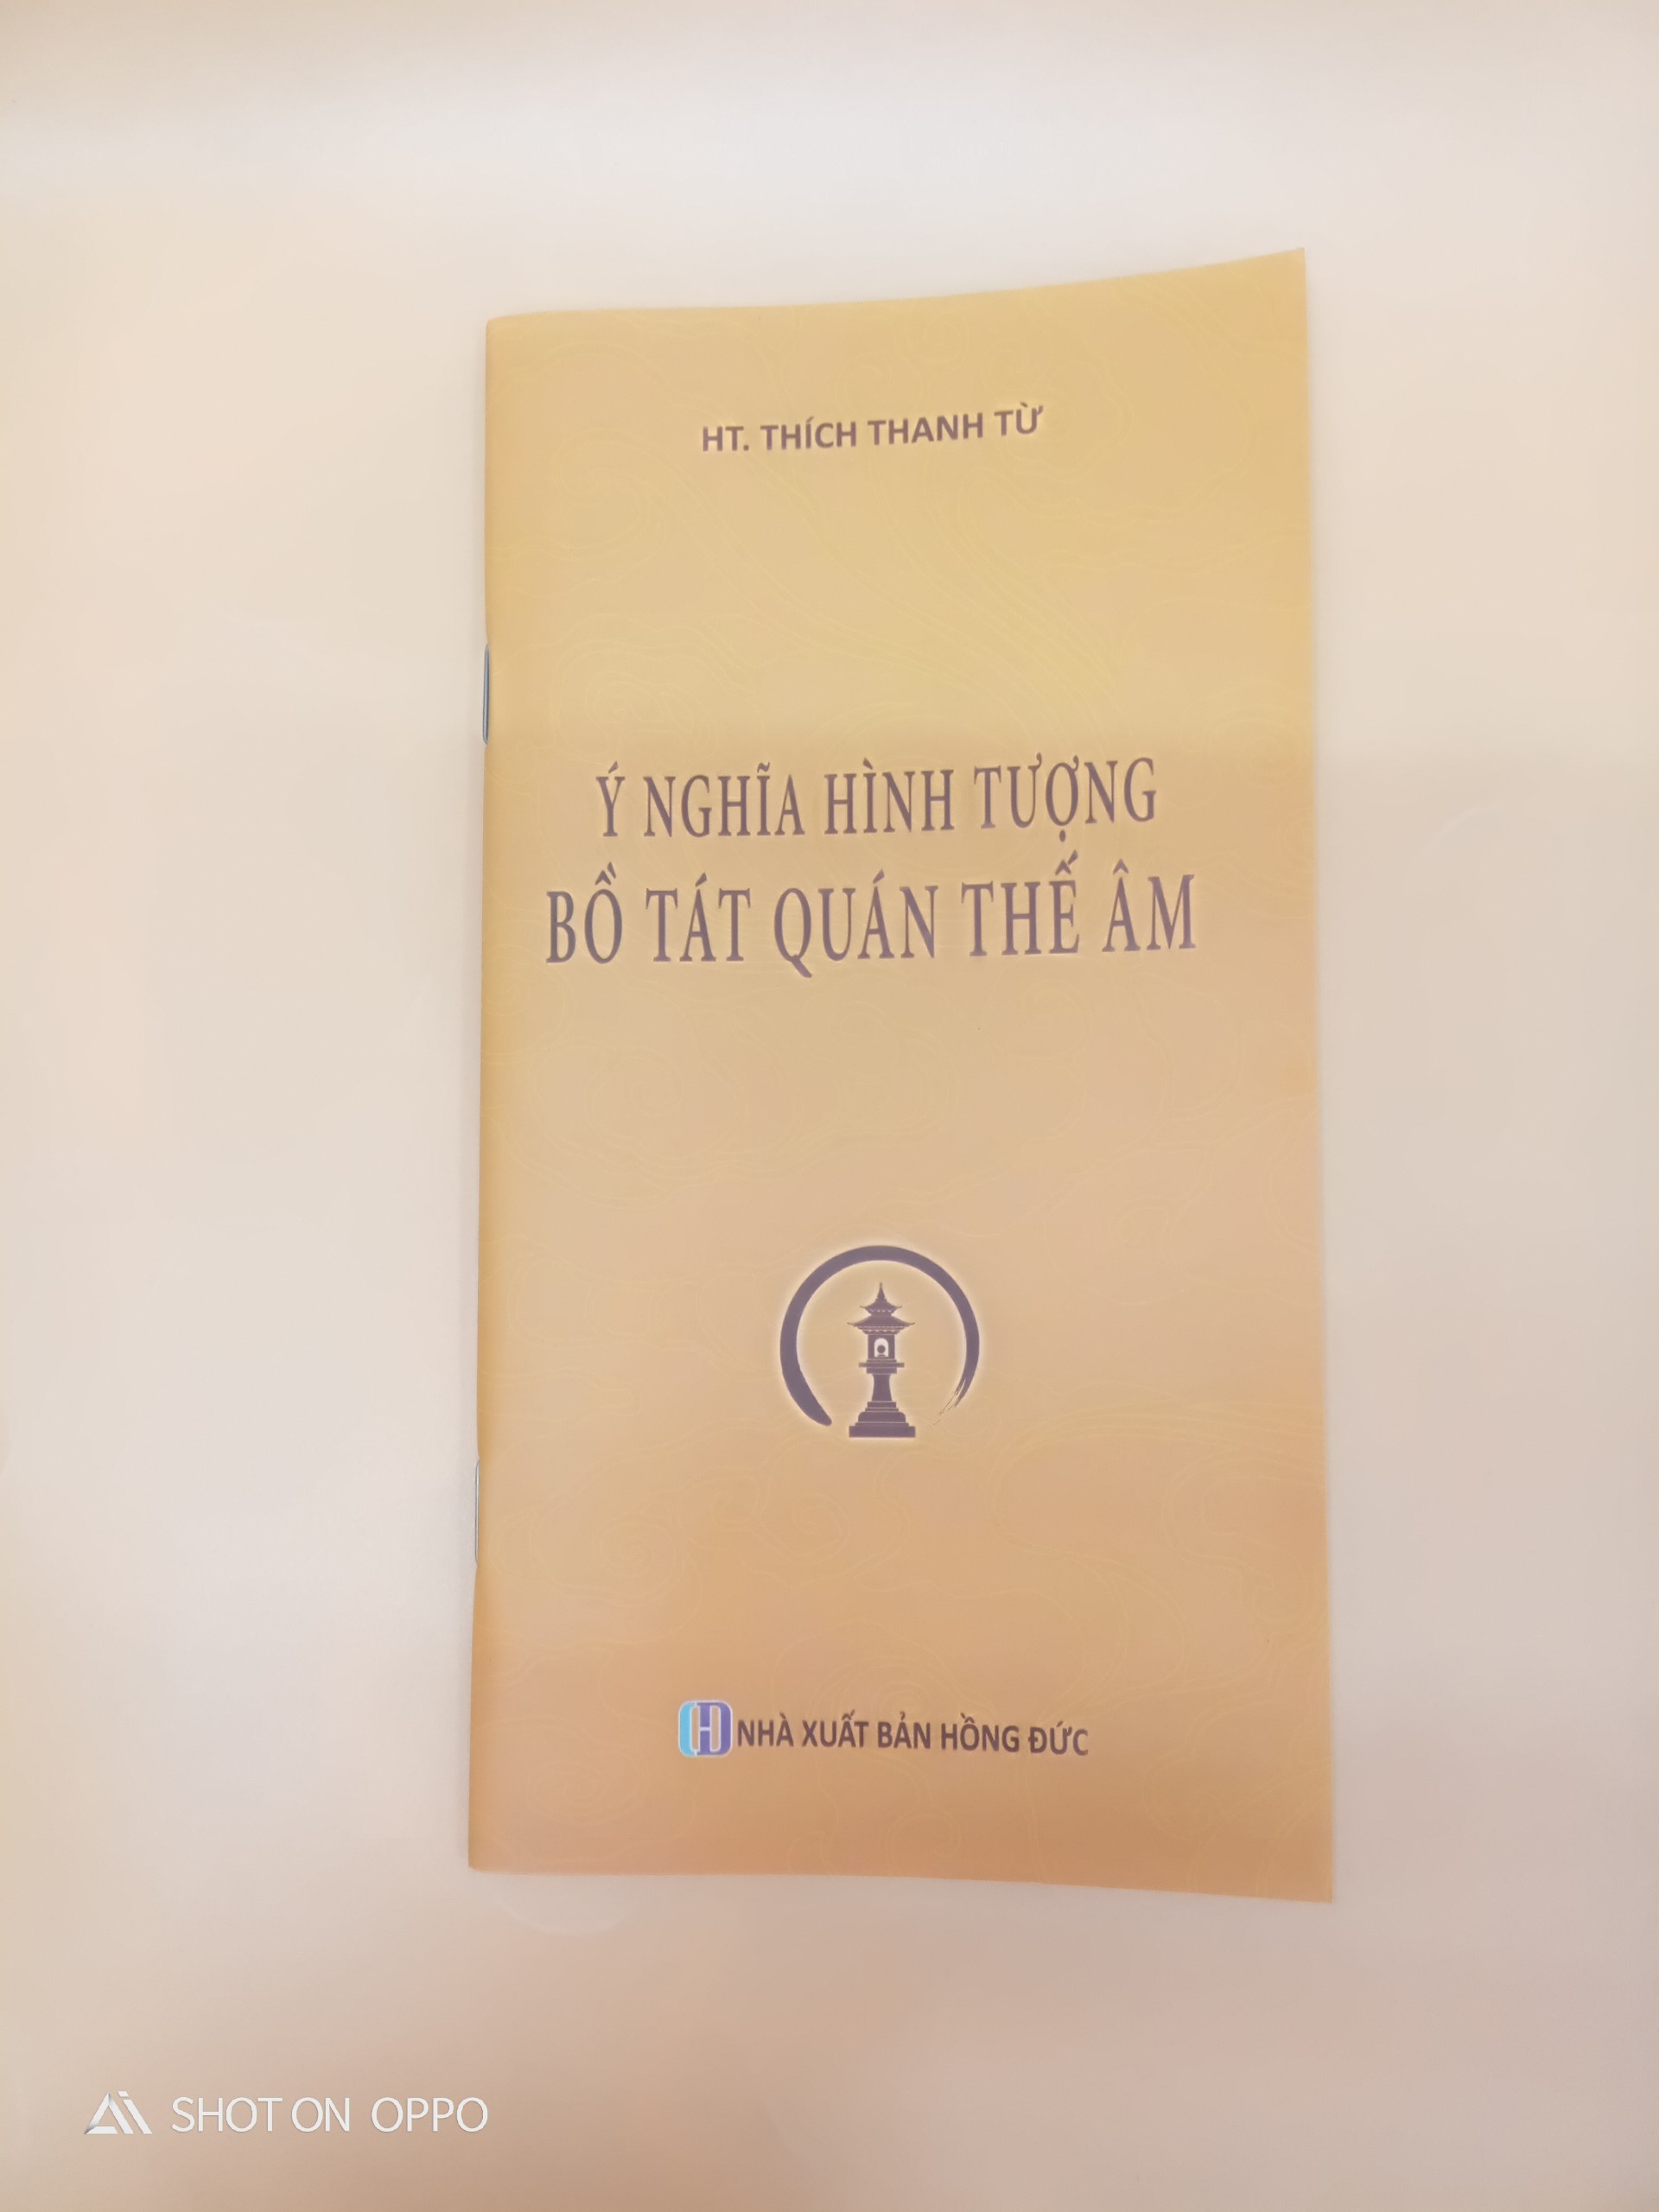 HT. THÍCH THANH TỪ
Ý NGHĨA HÌNH TƯỢNG
BỒ TÁT QUÁN THẾ ÂM
HD NHÀ XUẤT BẢN HỒNG ĐỨC
SHOT ON OPPO